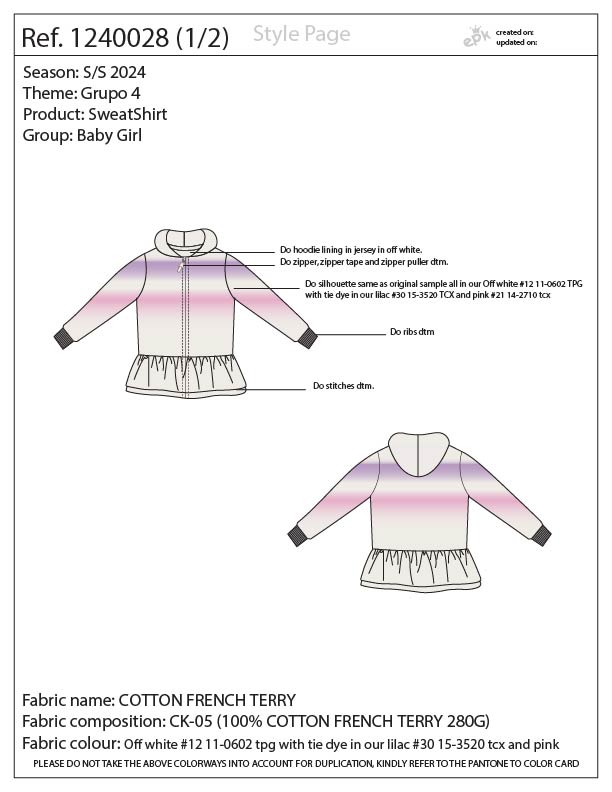 Ref. 1240028 (1/2)
Style Page
epk
created on:
updated on:
Season: S/S 2024
Theme: Grupo 4
Product: SweatShirt
Group: Baby Girl
Do hoodie lining in jersey in off white.
Do zipper, zipper tape and zipper puller dtm.
Do silhouette same as original sample all in our Off white #12 11-0602 TPG
with tie dye in our lilac #30 15-3520 TCX and pink #21 14-2710 tcx
Do ribs dtm
Do stitches dtm.
Fabric name: COTTON FRENCH TERRY
Fabric composition: CK-05 (100% COTTON FRENCH TERRY 280G)
Fabric colour: Off white #12 11-0602 tpg with tie dye in our lilac #30 15-3520 tcx and pink
PLEASE DO NOT TAKE THE ABOVE COLORWAYS INTO ACCOUNT FOR DUPLICATION, KINDLY REFER TO THE PANTONE TO COLOR CARD